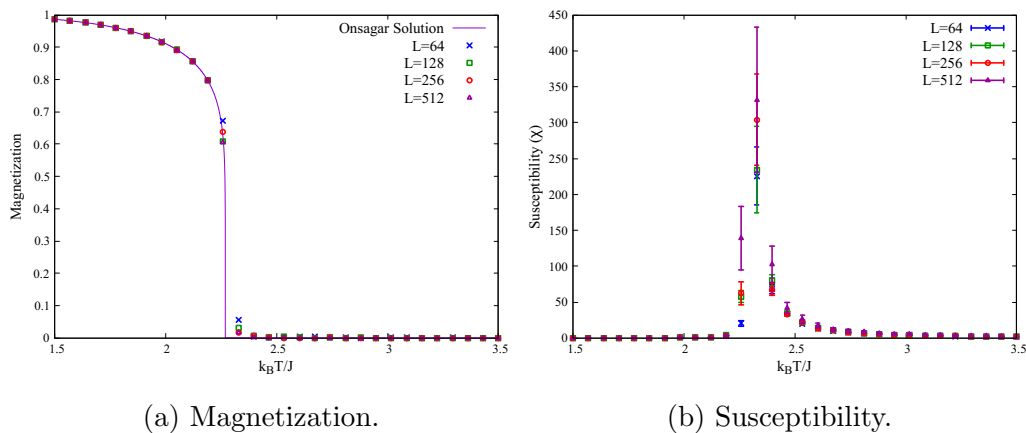 Onsagar Solution
L=64
L=128
L=256
L=512
Magnetization
1
0.9
0.8
0.7
0.6
0.5
0.4
0.3
0.2
0.1
0
1.5 2 2.5 3 3.5
k_BT/J
(a) Magnetization.
L=64
L=128
L=256
L=512
Susceptibility (χ)
450
400
350
300
250
200
150
100
50
0
1.5 2 2.5 3 3.5
k_BT/J
(b) Susceptibility.